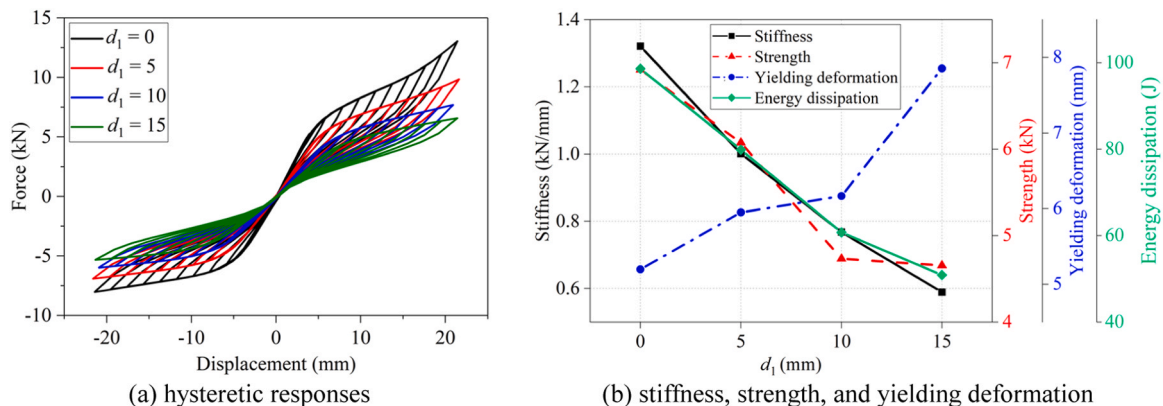 15
10
5
0
-5
-10
Force (kN)
d1 = 0
d1 = 5
d1 = 10
d1 = 15
-20 -10 0 10 20
Displacement (mm)
(a) hysteretic responses
1.4
1.2
1.0
0.8
0.6
Stiffness (kN/mm)
Stiffness
Strength
Yielding deformation
Energy dissipation
0 5 10 15
d1 (mm)
7
6
5
4
Strength (kN)
8
7
6
5
Yielding deformation (mm)
100
80
60
40
Energy dissipation (J)
(b) stiffness, strength, and yielding deformation